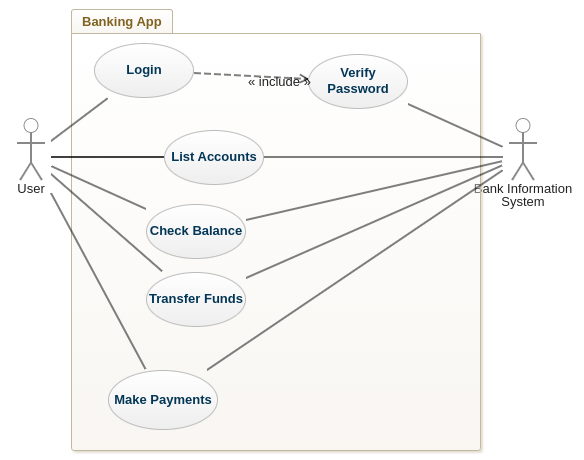 Banking App
Login
« include »
Verify
Password
User
List Accounts
Bank Information
System
Check Balance
Transfer Funds
Make Payments